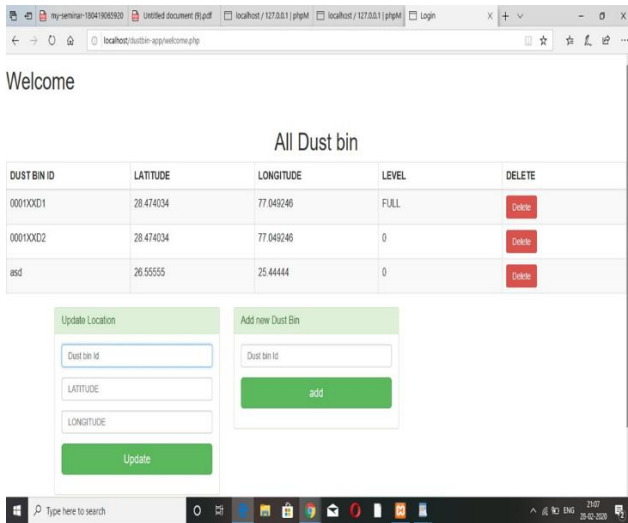 my-seminar-180419065920
Untitled document (9).pdf
localhost / 127.0.0.1 | phpM
localhost / 127.0.0.1 | phpM
Login
localhost/dustbin-app/welcome.php
Welcome
All Dust bin
DUST BIN ID LATITUDE LONGITUDE LEVEL DELETE
0001XXD1 28.474034 77.049246 FULL Delete
0001XXD2 28.474034 77.049246 0 Delete
asd 26.55555 25.44444 0 Delete
Update Location
Dust bin Id
LATITUDE
LONGITUDE
Update
Add new Dust Bin
Dust bin Id
add
Type here to search
ENG
21:07
28-02-2020